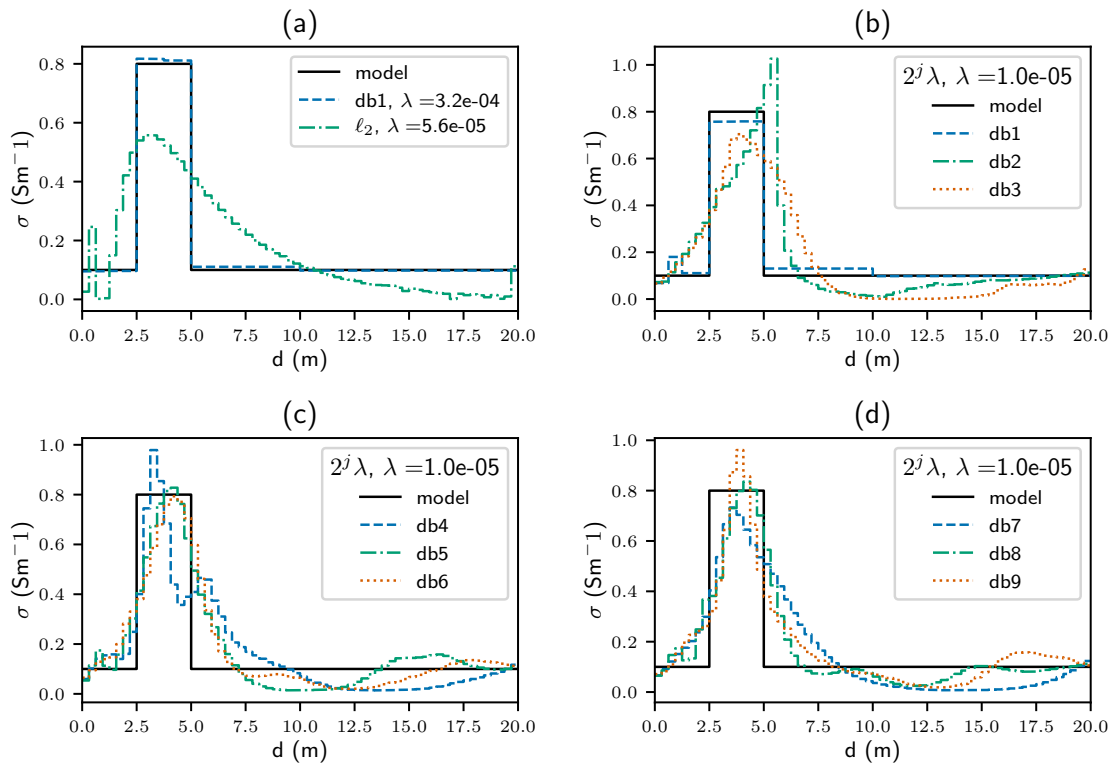 (a)
σ (Sm⁻1)
0.8
0.6
0.4
0.2
0.0
model
db1, λ =3.2e-04
ℓ₂, λ =5.6e-05
0.0 2.5 5.0 7.5 10.0 12.5 15.0 17.5 20.0
d (m)
(b)
σ (Sm⁻1)
1.0
0.8
0.6
0.4
0.2
0.0
2ʲλ, λ =1.0e-05
model
db1
db2
db3
0.0 2.5 5.0 7.5 10.0 12.5 15.0 17.5 20.0
d (m)
(c)
σ (Sm⁻1)
1.0
0.8
0.6
0.4
0.2
0.0
2ʲλ, λ =1.0e-05
model
db4
db5
db6
0.0 2.5 5.0 7.5 10.0 12.5 15.0 17.5 20.0
d (m)
(d)
σ (Sm⁻1)
1.0
0.8
0.6
0.4
0.2
0.0
2ʲλ, λ =1.0e-05
model
db7
db8
db9
0.0 2.5 5.0 7.5 10.0 12.5 15.0 17.5 20.0
d (m)